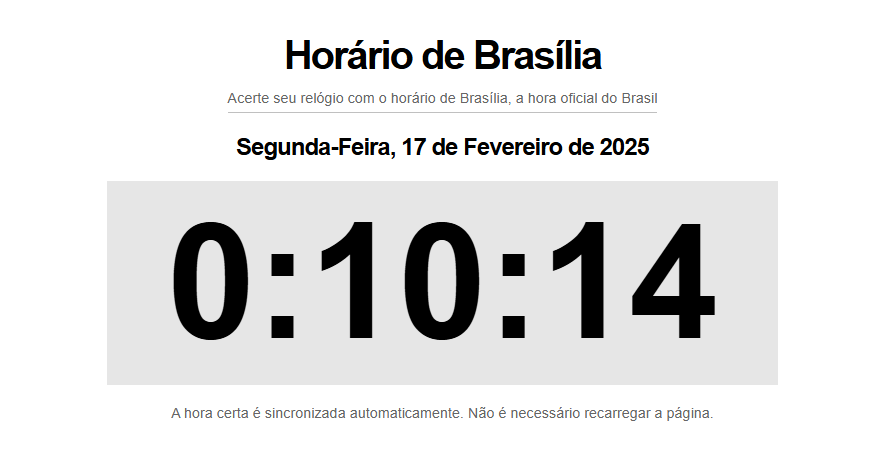 Horário de Brasília
Acerte seu relógio com o horário de Brasília, a hora oficial do Brasil
Segunda-Feira, 17 de Fevereiro de 2025
0:10:14
A hora certa é sincronizada automaticamente. Não é necessário recarregar a página.